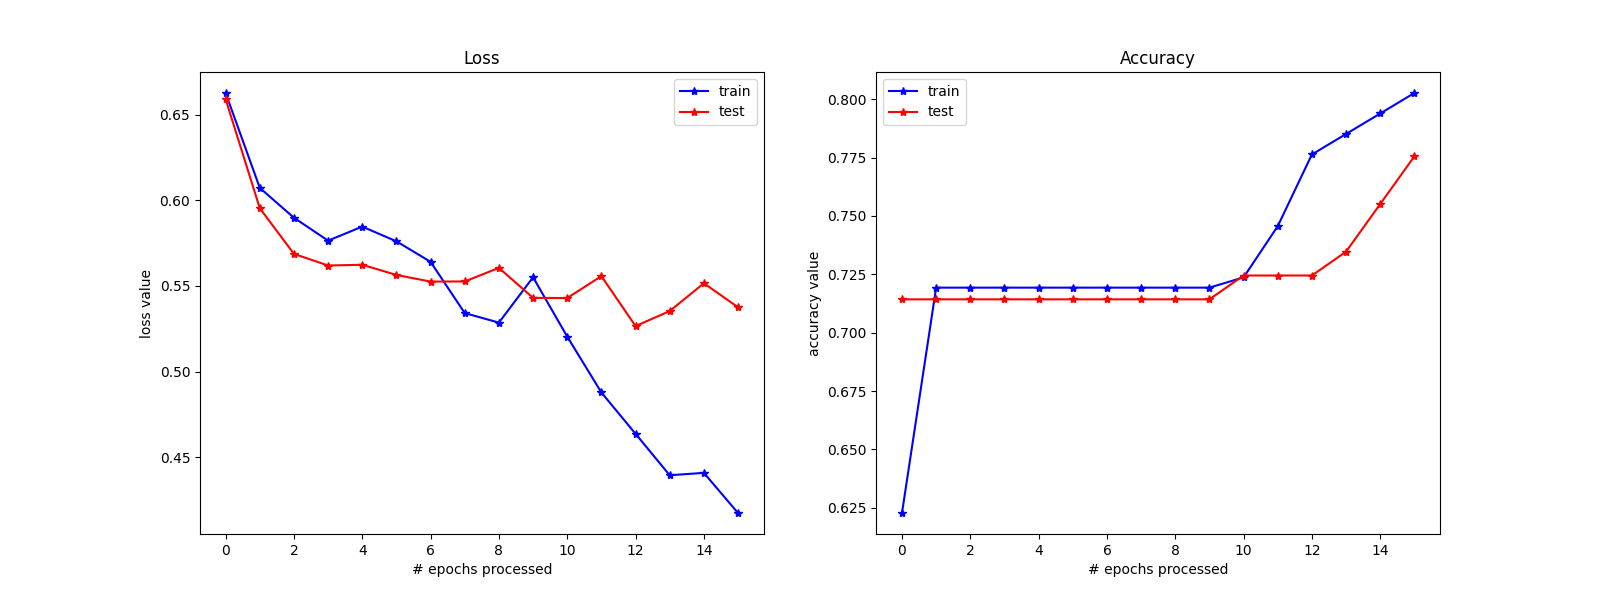 Loss
train
test
0.65
0.60
0.55
0.50
0.45
loss value
0 2 4 6 8 10 12 14
# epochs processed
Accuracy
train
test
0.800
0.775
0.750
0.725
0.700
0.675
0.650
0.625
accuracy value
0 2 4 6 8 10 12 14
# epochs processed